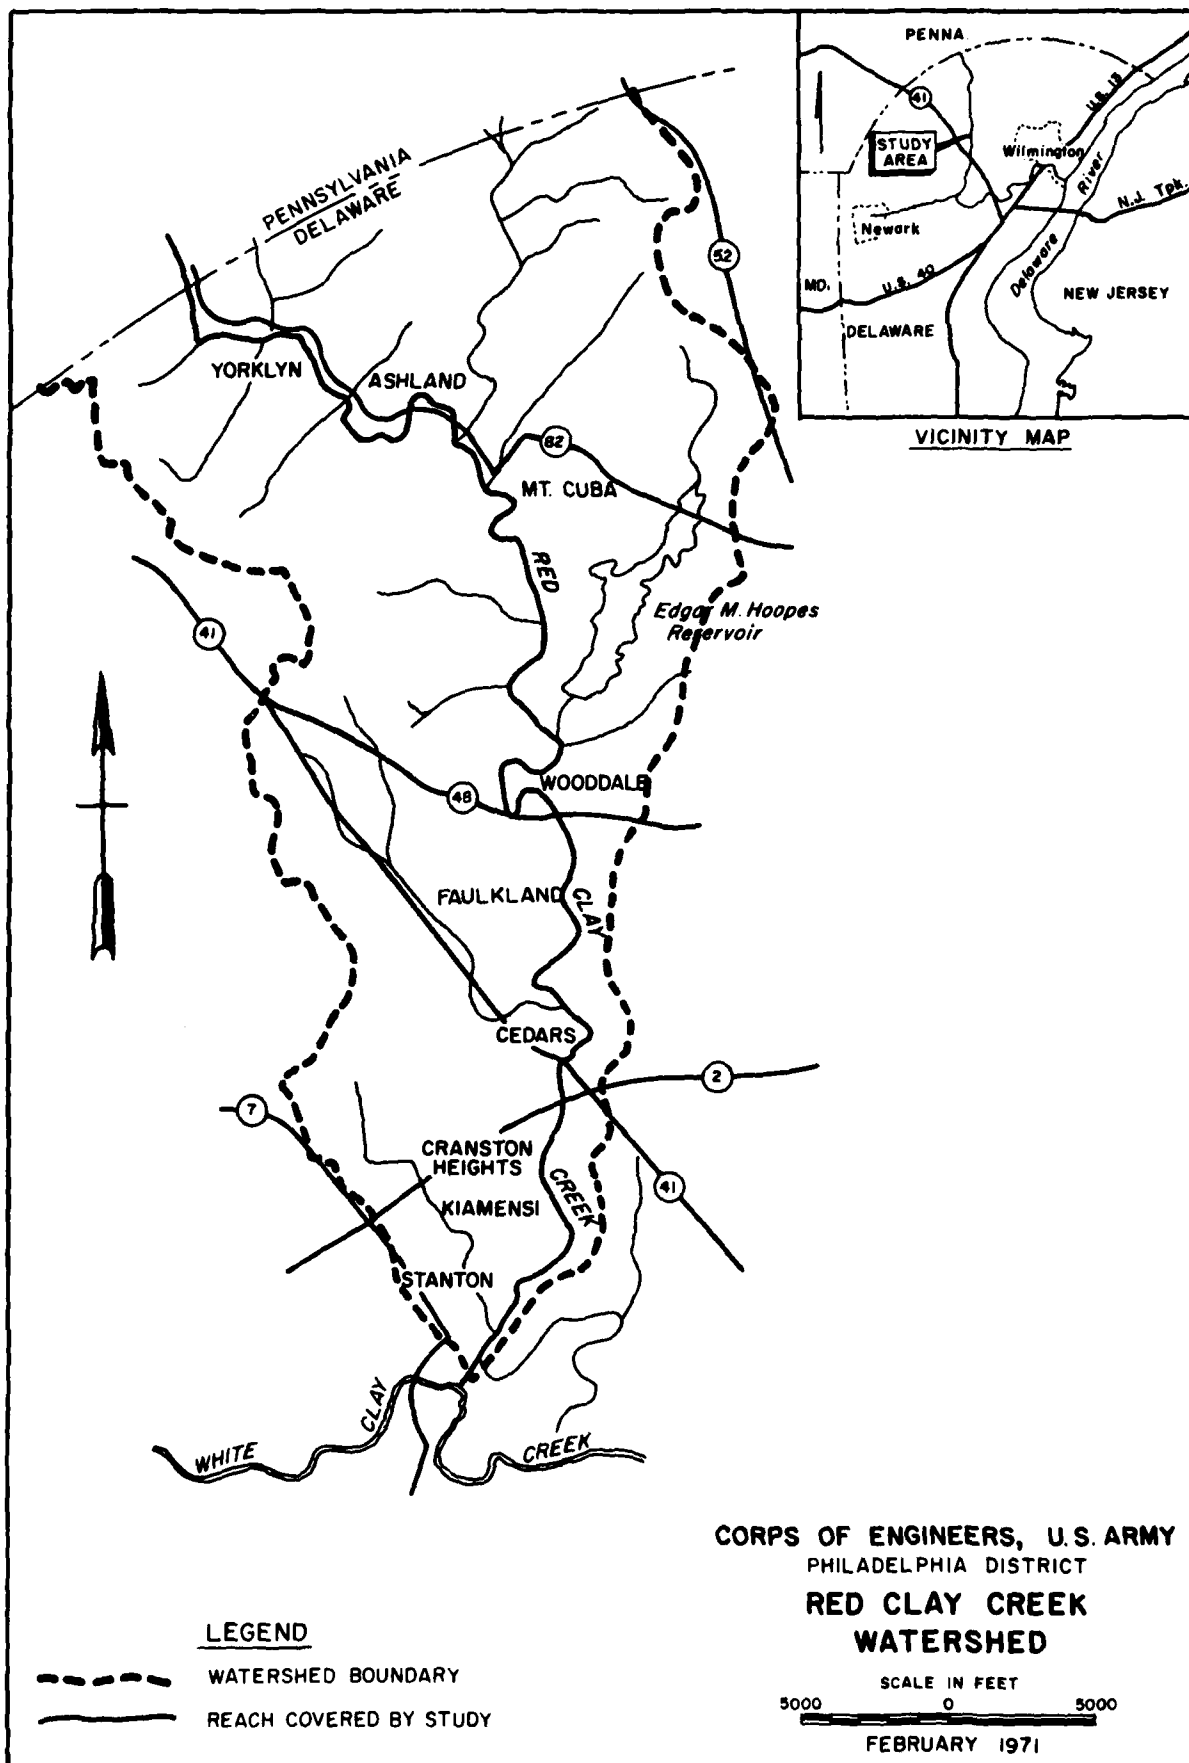 PENNSYLVANIA
DELAWARE
52
YORKLYN
ASHLAND
82
MT. CUBA
RED
Edgar M. Hoopes
Reservoir
41
48
WOODDALE
FAULKLAND
CLAY
CEDARS
2
7
CRANSTON
HEIGHTS
KIAMENSI
CREEK
41
STANTON
WHITE
CLAY
CREEK
PENNA.
41
U.S. 13
STUDY
AREA
Wilmington
River
N.J. Tpk.
Newark
Delaware
MD.
U.S. 40
NEW JERSEY
DELAWARE
VICINITY MAP
CORPS OF ENGINEERS, U.S. ARMY
PHILADELPHIA DISTRICT
RED CLAY CREEK
WATERSHED
SCALE IN FEET
5000 0 5000
FEBRUARY 1971
LEGEND
WATERSHED BOUNDARY
REACH COVERED BY STUDY